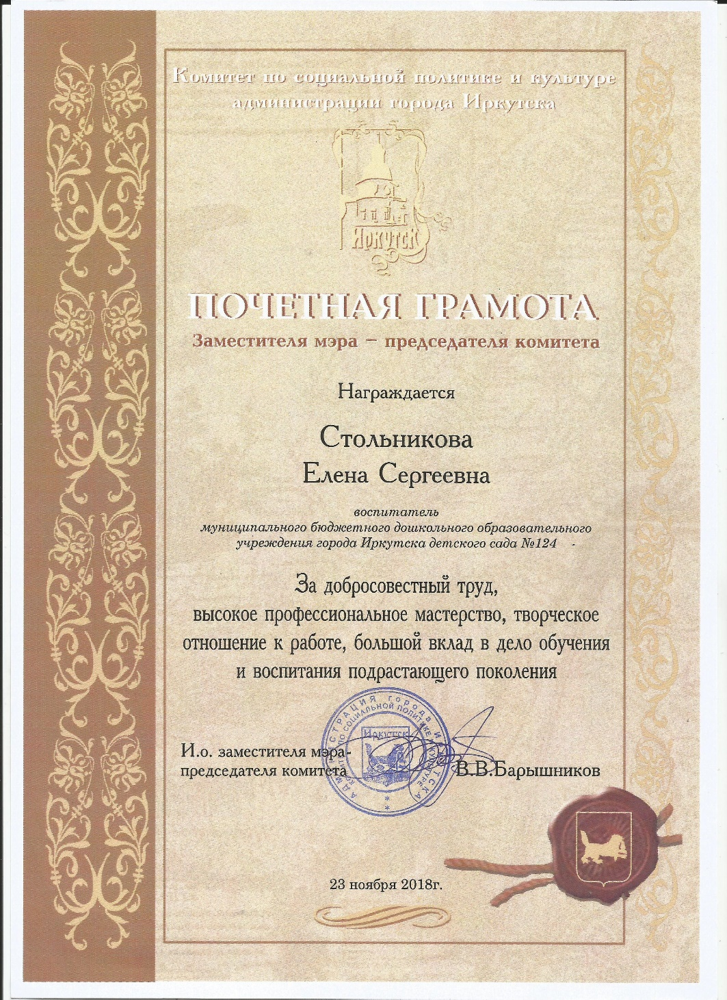 Комитет по социальной политике и культуре
администрации города Иркутска
Иркутск
ПОЧЕТНАЯ ГРАМОТА
Заместителя мэра – председателя комитета
Награждается
Стольникова
Елена Сергеевна
воспитатель
муниципального бюджетного дошкольного образовательного
учреждения города Иркутска детского сада №124 -
За добросовестный труд,
высокое профессиональное мастерство, творческое
отношение к работе, большой вклад в дело обучения
и воспитания подрастающего поколения
АДМИНИСТРАЦИЯ города ИРКУТСКА
КОМИТЕТ ПО СОЦИАЛЬНОЙ ПОЛИТИКЕ И КУЛЬТУРЕ
Иркутск
И.о. заместителя мэра-
председателя комитета В.В.Барышников
23 ноября 2018г.